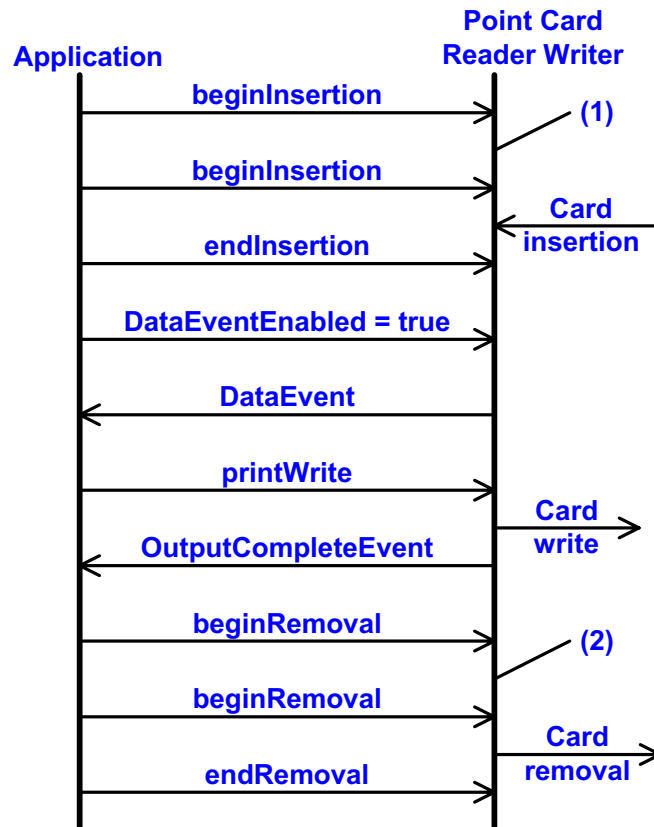 Point Card
Application
Reader Writer
beginInsertion
(1)
beginInsertion
Card
insertion
endInsertion
DataEventEnabled = true
DataEvent
printWrite
Card
write
OutputCompleteEvent
beginRemoval
(2)
beginRemoval
Card
removal
endRemoval